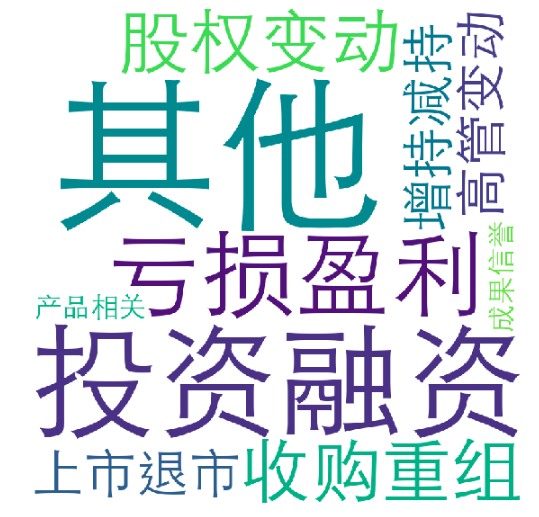 股权变动
增持减持
高管变动
其他
亏损盈利
成果信誉
产品相关
投资融资
上市退市
收购重组